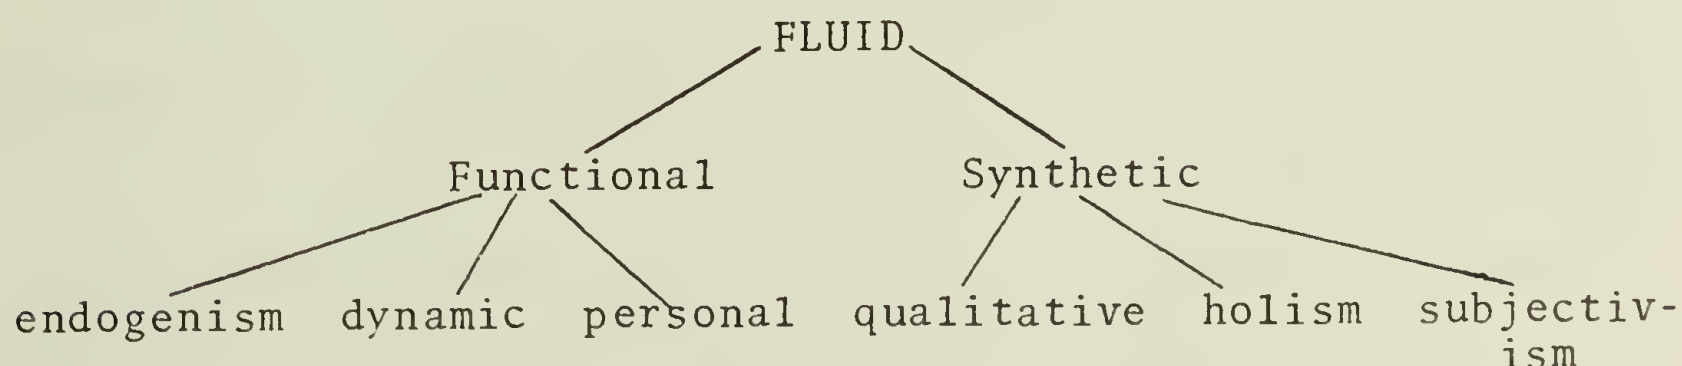 FLUID
Functional Synthetic
endogenism dynamic personal qualitative holism subjectiv-
ism